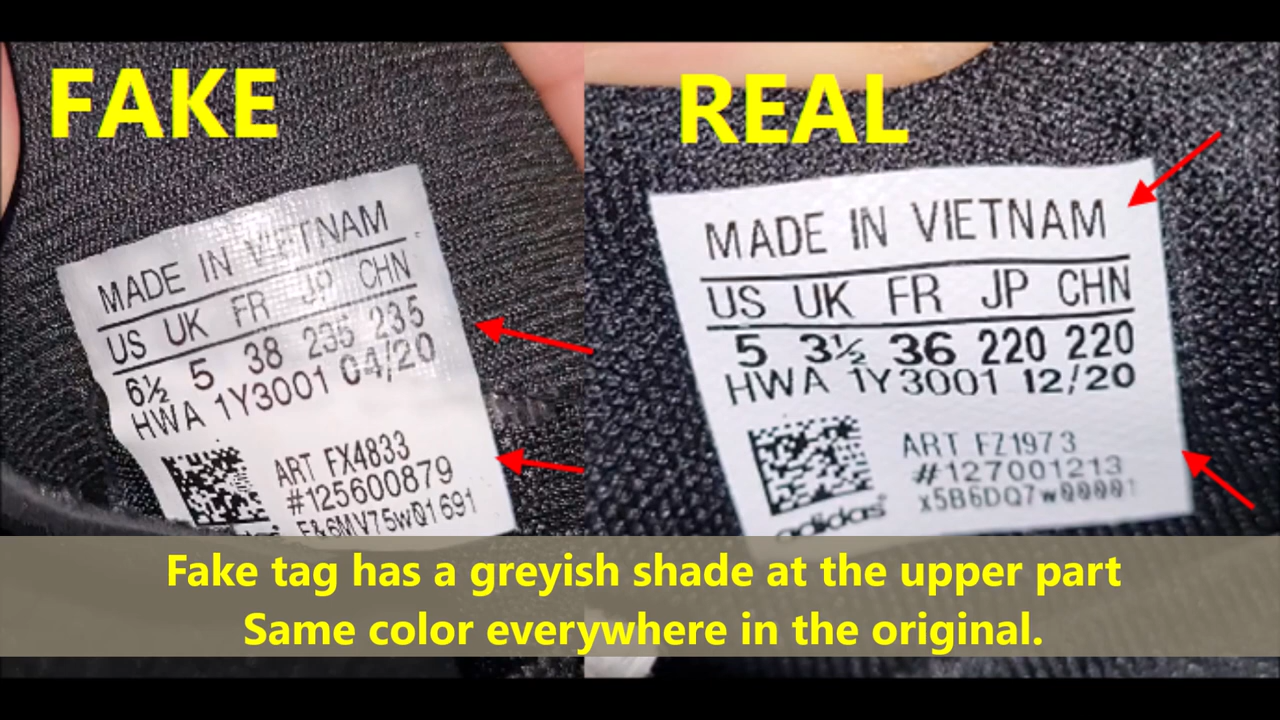 FAKE
MADE IN VIETNAM
US UK FR JP CHN
6½ 5 38 235 235
HWA 1Y3001 04/20
ART FX4833
#125600879
REAL
MADE IN VIETNAM
US UK FR JP CHN
5 3½ 36 220 220
HWA 1Y3001 12/20
ART FZ1973
#127001213
adidas
Fake tag has a greyish shade at the upper part
Same color everywhere in the original.